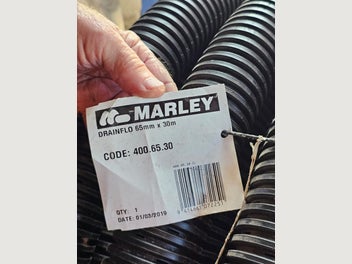 MARLEY
DRAINFLO 65mm x 30m
CODE: 400.65.30
QTY: 1
DATE: 01/03/2019